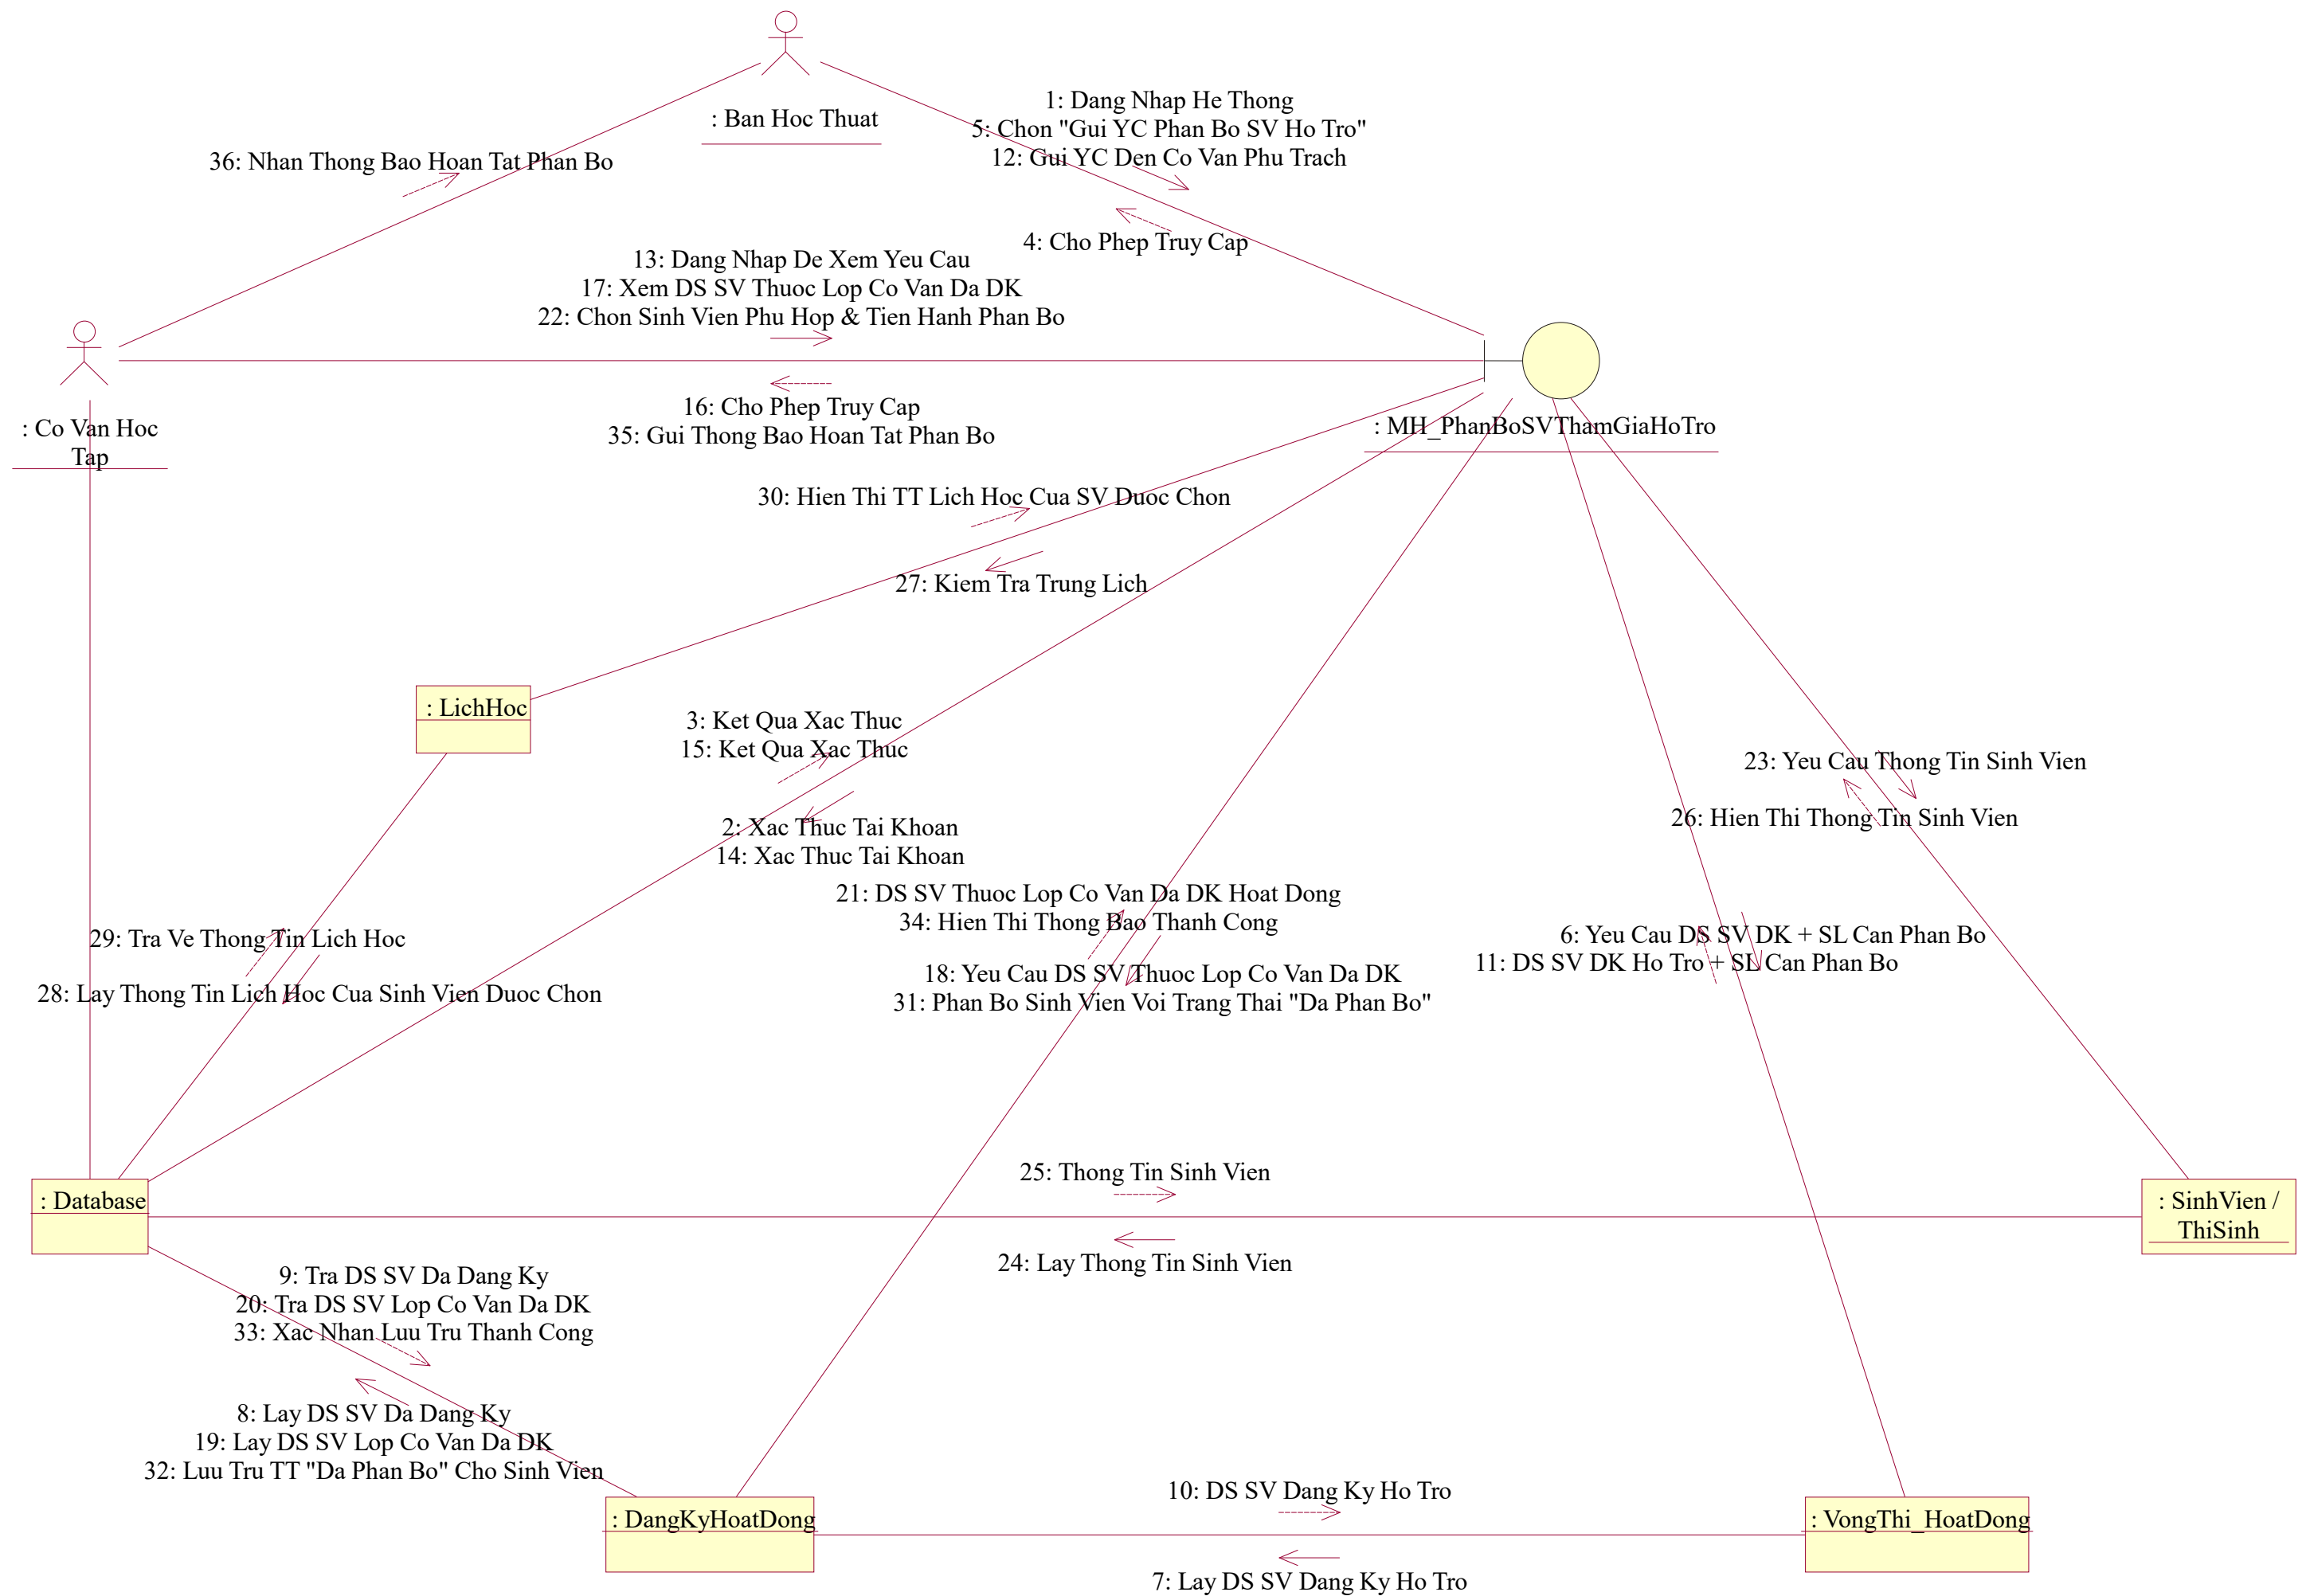 : Ban Hoc Thuat
1: Dang Nhap He Thong
5: Chon "Gui YC Phan Bo SV Ho Tro"
12: Gui YC Den Co Van Phu Trach
36: Nhan Thong Bao Hoan Tat Phan Bo
4: Cho Phep Truy Cap
13: Dang Nhap De Xem Yeu Cau
17: Xem DS SV Thuoc Lop Co Van Da DK
22: Chon Sinh Vien Phu Hop & Tien Hanh Phan Bo
16: Cho Phep Truy Cap
35: Gui Thong Bao Hoan Tat Phan Bo
: Co Van Hoc
Tap
: MH_PhanBoSVThamGiaHoTro
30: Hien Thi TT Lich Hoc Cua SV Duoc Chon
27: Kiem Tra Trung Lich
: LichHoc
3: Ket Qua Xac Thuc
15: Ket Qua Xac Thuc
2: Xac Thuc Tai Khoan
14: Xac Thuc Tai Khoan
23: Yeu Cau Thong Tin Sinh Vien
26: Hien Thi Thong Tin Sinh Vien
21: DS SV Thuoc Lop Co Van Da DK Hoat Dong
34: Hien Thi Thong Bao Thanh Cong
18: Yeu Cau DS SV Thuoc Lop Co Van Da DK
31: Phan Bo Sinh Vien Voi Trang Thai "Da Phan Bo"
6: Yeu Cau DS SV DK + SL Can Phan Bo
11: DS SV DK Ho Tro + SL Can Phan Bo
29: Tra Ve Thong Tin Lich Hoc
28: Lay Thong Tin Lich Hoc Cua Sinh Vien Duoc Chon
25: Thong Tin Sinh Vien
24: Lay Thong Tin Sinh Vien
: Database
: SinhVien /
ThiSinh
9: Tra DS SV Da Dang Ky
20: Tra DS SV Lop Co Van Da DK
33: Xac Nhan Luu Tru Thanh Cong
8: Lay DS SV Da Dang Ky
19: Lay DS SV Lop Co Van Da DK
32: Luu Tru TT "Da Phan Bo" Cho Sinh Vien
10: DS SV Dang Ky Ho Tro
: DangKyHoatDong
: VongThi_HoatDong
7: Lay DS SV Dang Ky Ho Tro